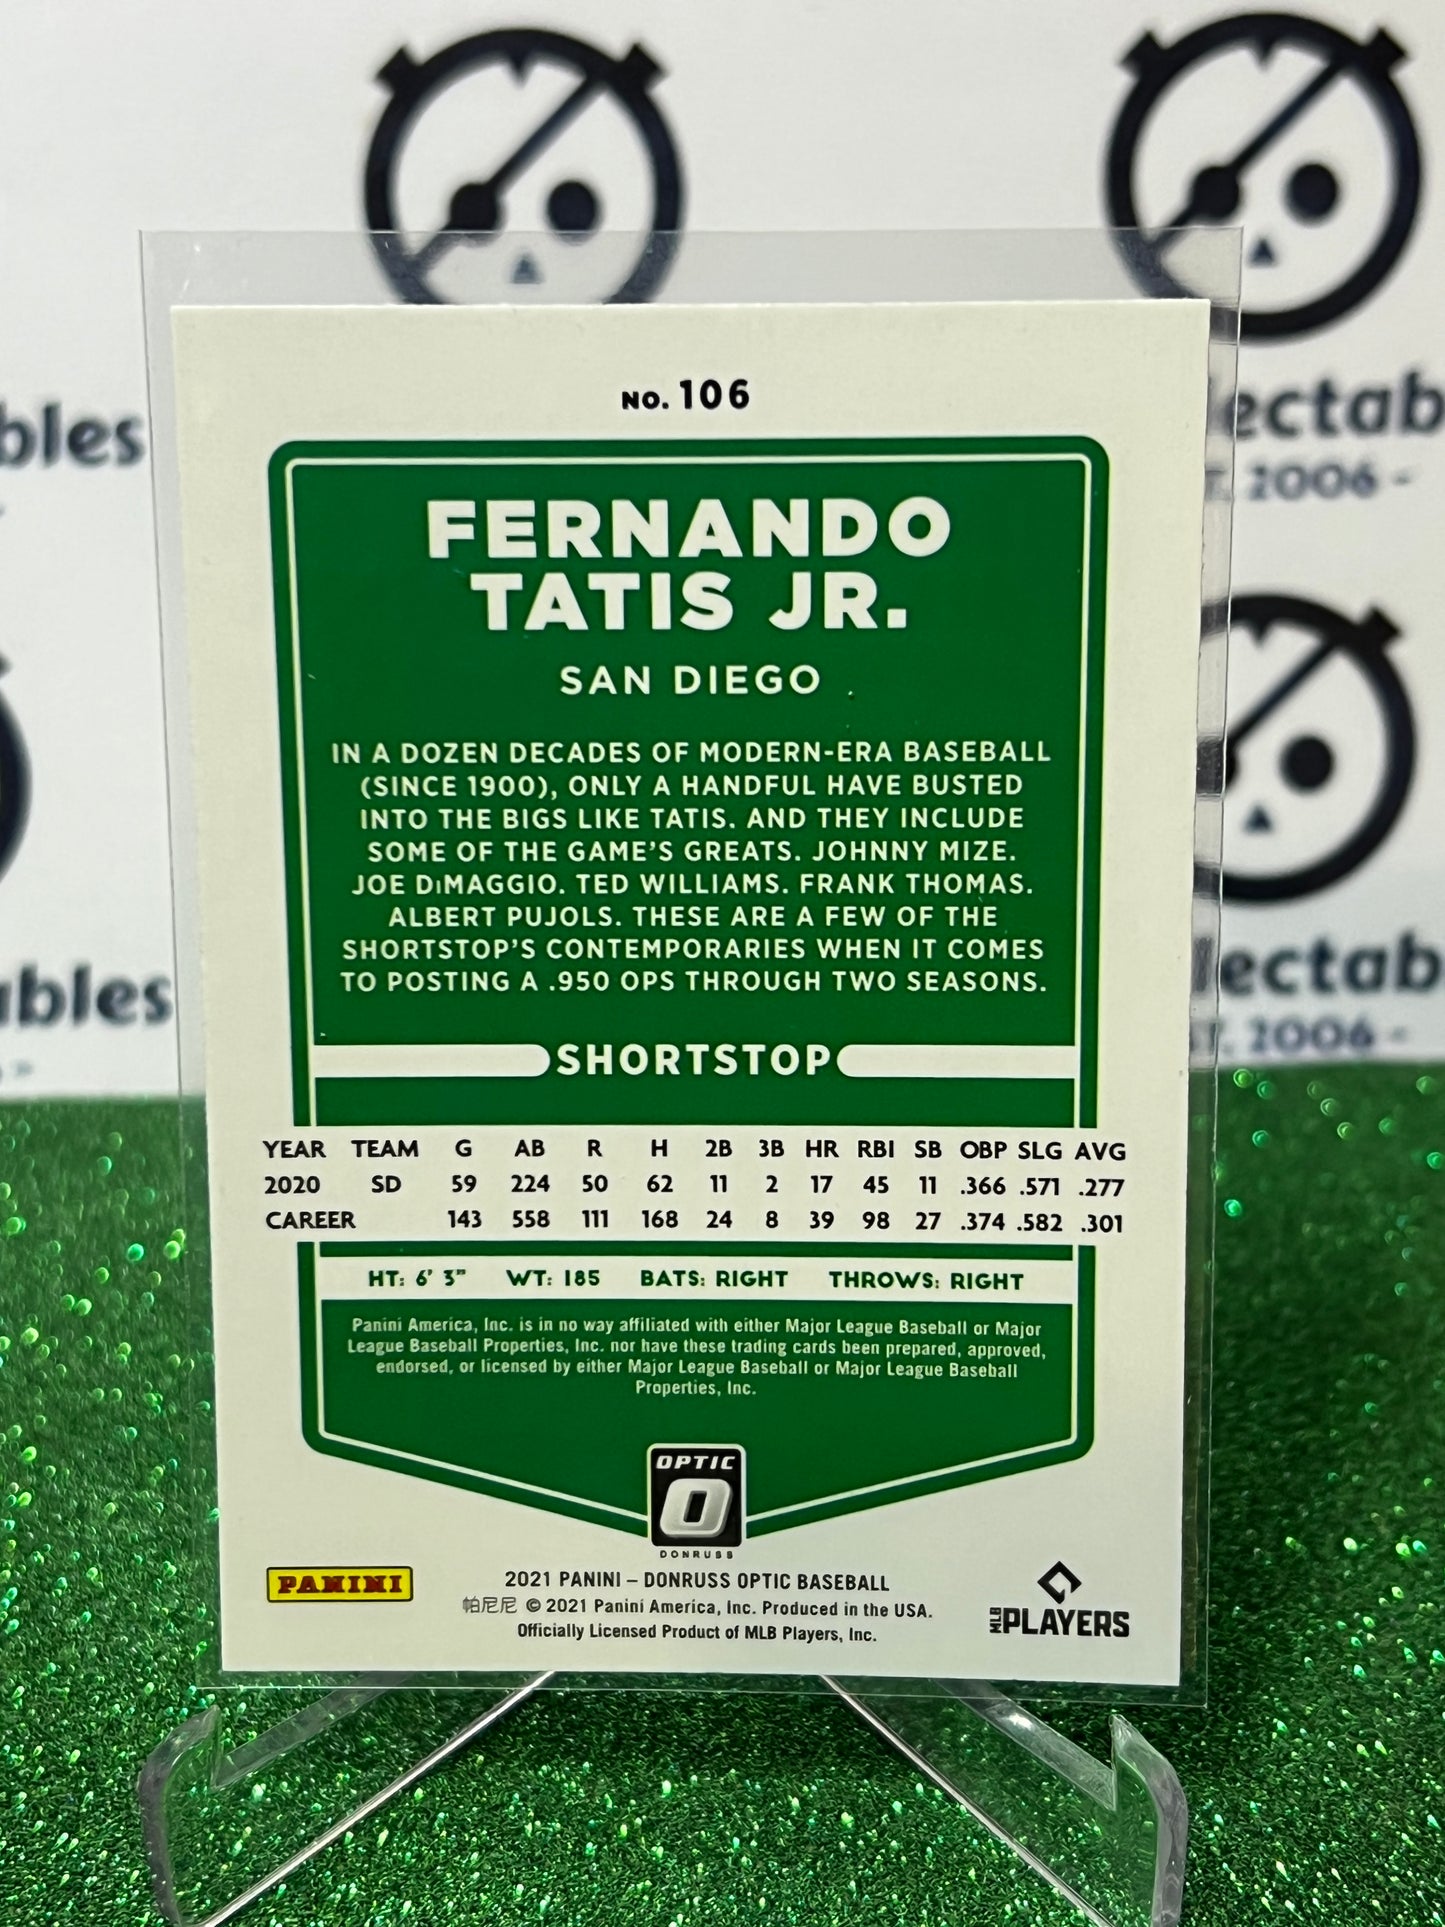 bles
ectab
T. 2006 -
ables
ectab
T. 2006 -
NO. 106
FERNANDO
TATIS JR.
SAN DIEGO
IN A DOZEN DECADES OF MODERN-ERA BASEBALL
(SINCE 1900), ONLY A HANDFUL HAVE BUSTED
INTO THE BIGS LIKE TATIS. AND THEY INCLUDE
SOME OF THE GAME'S GREATS. JOHNNY MIZE.
JOE DiMAGGIO. TED WILLIAMS. FRANK THOMAS.
ALBERT PUJOLS. THESE ARE A FEW OF THE
SHORTSTOP'S CONTEMPORARIES WHEN IT COMES
TO POSTING A .950 OPS THROUGH TWO SEASONS.
SHORTSTOP
YEAR TEAM G AB R H 2B 3B HR RBI SB OBP SLG AVG
2020 SD 59 224 50 62 11 2 17 45 11 .366 .571 .277
CAREER 143 558 111 168 24 8 39 98 27 .374 .582 .301
HT: 6' 3" WT: 185 BATS: RIGHT THROWS: RIGHT
Panini America, Inc. is in no way affiliated with either Major League Baseball or Major
League Baseball Properties, Inc. nor have these trading cards been prepared, approved,
endorsed, or licensed by either Major League Baseball or Major League Baseball
Properties, Inc.
OPTIC
O
DONRUSS
PANINI
2021 PANINI – DONRUSS OPTIC BASEBALL
帕尼尼 © 2021 Panini America, Inc. Produced in the USA.
Officially Licensed Product of MLB Players, Inc.
MLB PLAYERS